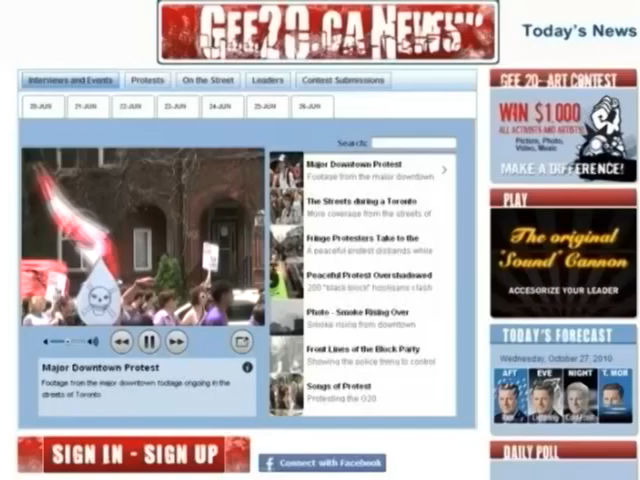 GEE20.CA NEWS
Today's News
Interviews and Events
Protests
On the Street
Leaders
Contest Submissions
20-JUN
21-JUN
22-JUN
23-JUN
24-JUN
25-JUN
26-JUN
Search:
Major Downtown Protest
Footage from the major downtown
The Streets during a Toronto
More coverage from the streets of
Fringe Protesters Take to the
A peaceful protest disbands while
Peaceful Protest Overshadowed
200 "black block" hooligans clash
Photo - Smoke Rising Over
Smoke rising from downtown
Front Lines of the Block Party
Showing the police trying to control
Songs of Protest
Protesting the G20
Major Downtown Protest
Footage from the major downtown footage ongoing in the
streets of Toronto
SIGN IN - SIGN UP
Connect with Facebook
GEE 20- ART CONTEST
WIN $1,000
ALL ACTIVISTS AND ARTISTS!
Picture, Photo,
Video, Music
MAKE A DIFFERENCE!
PLAY
The original
'Sound' Cannon
ACCESORIZE YOUR LEADER
TODAY'S FORECAST
Wednesday, October 27, 2010
AFT
EVE
NIGHT
T. MOR
DAILY POLL